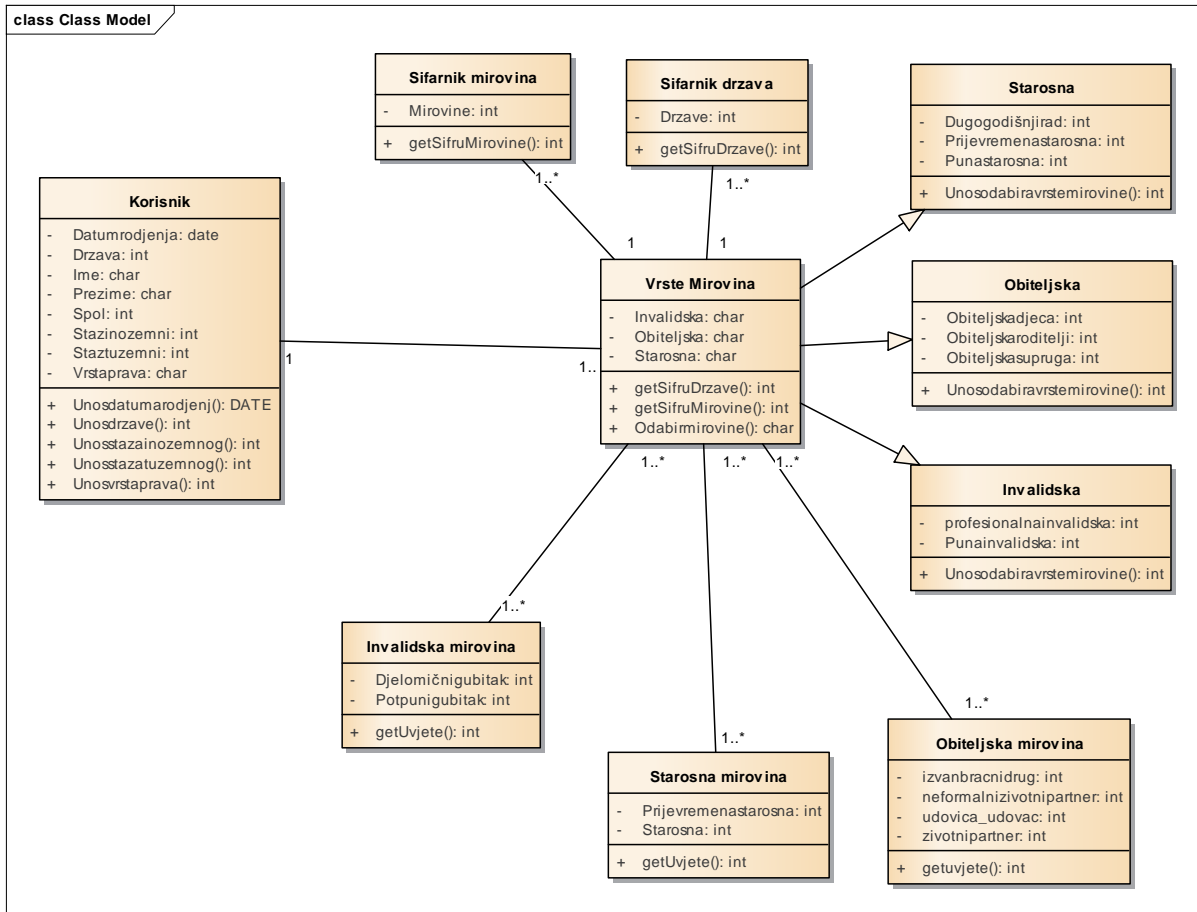 class Class Model
Sifarnik mirovina
- Mirovine: int
+ getSifruMirovine(): int
Sifarnik drzava
- Drzave: int
+ getSifruDrzave(): int
Starosna
- Dugogodišnjirad: int
- Prijevremenastarosna: int
- Punastarosna: int
+ Unosodabiravrstemirovine(): int
Korisnik
- Datumrodjenja: date
- Drzava: int
- Ime: char
- Prezime: char
- Spol: int
- Stazinozemni: int
- Staztuzemni: int
- Vrstaprava: char
+ Unosdatumarodjenj(): DATE
+ Unosdrzave(): int
+ Unosstazainozemnog(): int
+ Unosstazatuzemnog(): int
+ Unosvrstaprava(): int
1..*
1..*
1
1
Vrste Mirovina
- Invalidska: char
- Obiteljska: char
- Starosna: char
+ getSifruDrzave(): int
+ getSifruMirovine(): int
+ Odabirmirovine(): char
1
1..
Obiteljska
- Obiteljskadjeca: int
- Obiteljskaroditelji: int
- Obiteljskasupruga: int
+ Unosodabiravrstemirovine(): int
Invalidska
- profesionalnainvalidska: int
- Punainvalidska: int
+ Unosodabiravrstemirovine(): int
1..*
1..*
1..*
1..*
Invalidska mirovina
- Djelomičnigubitak: int
- Potpunigubitak: int
+ getUvjete(): int
1..*
Starosna mirovina
- Prijevremenastarosna: int
- Starosna: int
+ getUvjete(): int
1..*
Obiteljska mirovina
- izvanbracnidrug: int
- neformalnizivotnipartner: int
- udovica_udovac: int
- zivotnipartner: int
+ getuvjete(): int